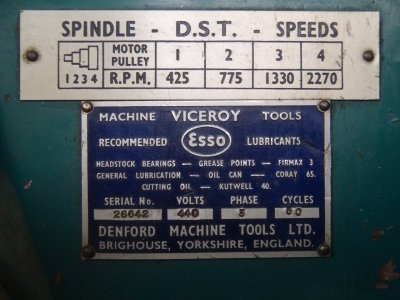 SPINDLE - D.S.T. - SPEEDS
1234 MOTOR PULLEY 1 2 3 4
R.P.M. 425 775 1330 2270
MACHINE VICEROY TOOLS
RECOMMENDED Esso LUBRICANTS
HEADSTOCK BEARINGS — GREASE POINTS — FIRMAX 3
GENERAL LUBRICATION — OIL CAN — CORAY 65.
CUTTING OIL — KUTWELL 40.
SERIAL No. VOLTS PHASE CYCLES
26642 440 3 60
DENFORD MACHINE TOOLS LTD.
BRIGHOUSE, YORKSHIRE, ENGLAND.